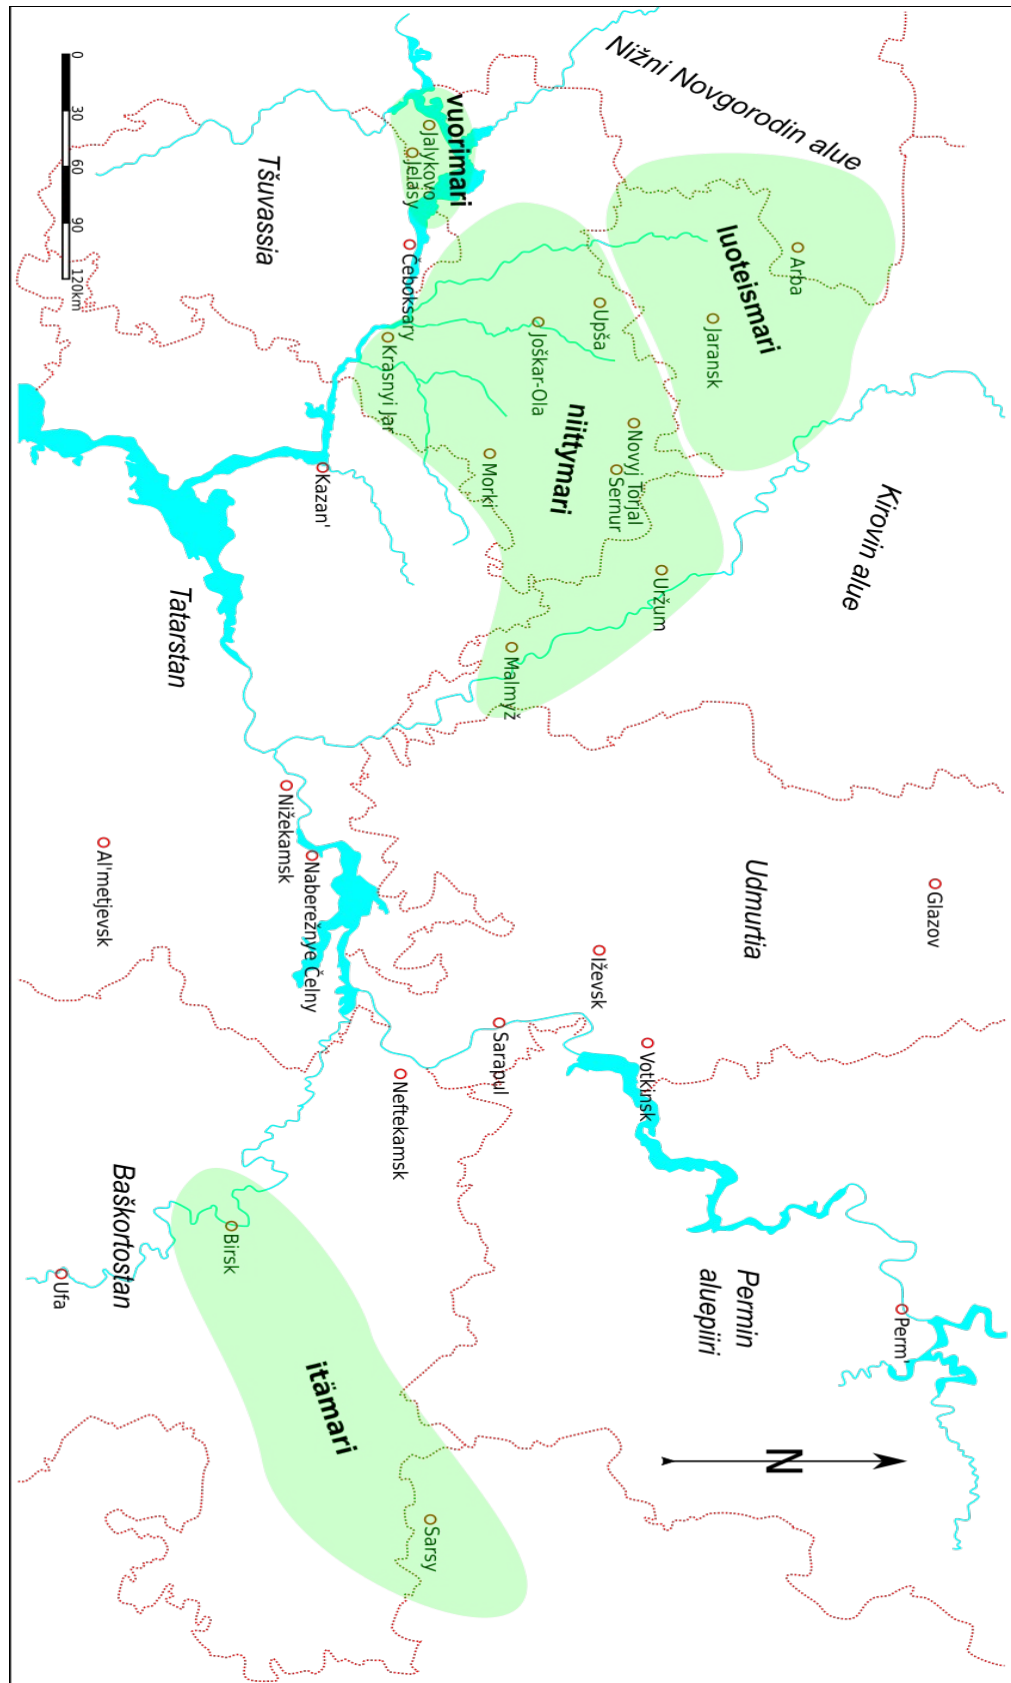 Glazov
Perm'
Kirovin alue
Nižni Novgorodin alue
Arba
N
Udmurtia
Permin
aluepiiri
luoteismari
Jaransk
Uržum
Votkinsk
Novyj Torjal
Sernur
Upša
Iževsk
niittymari
Joškar-Ola
Malmyž
Sarapul
Morki
vuorimari
Jalykovo
Jelasy
Sarsy
Čeboksary
Neftekamsk
Krasnyi Jar
itämari
Kazan'
Naberežnye Čelny
Nižekamsk
Tšuvassia
Birsk
Tatarstan
Baškortostan
Al'metjevsk
0 30 60 90 120km
Ufa